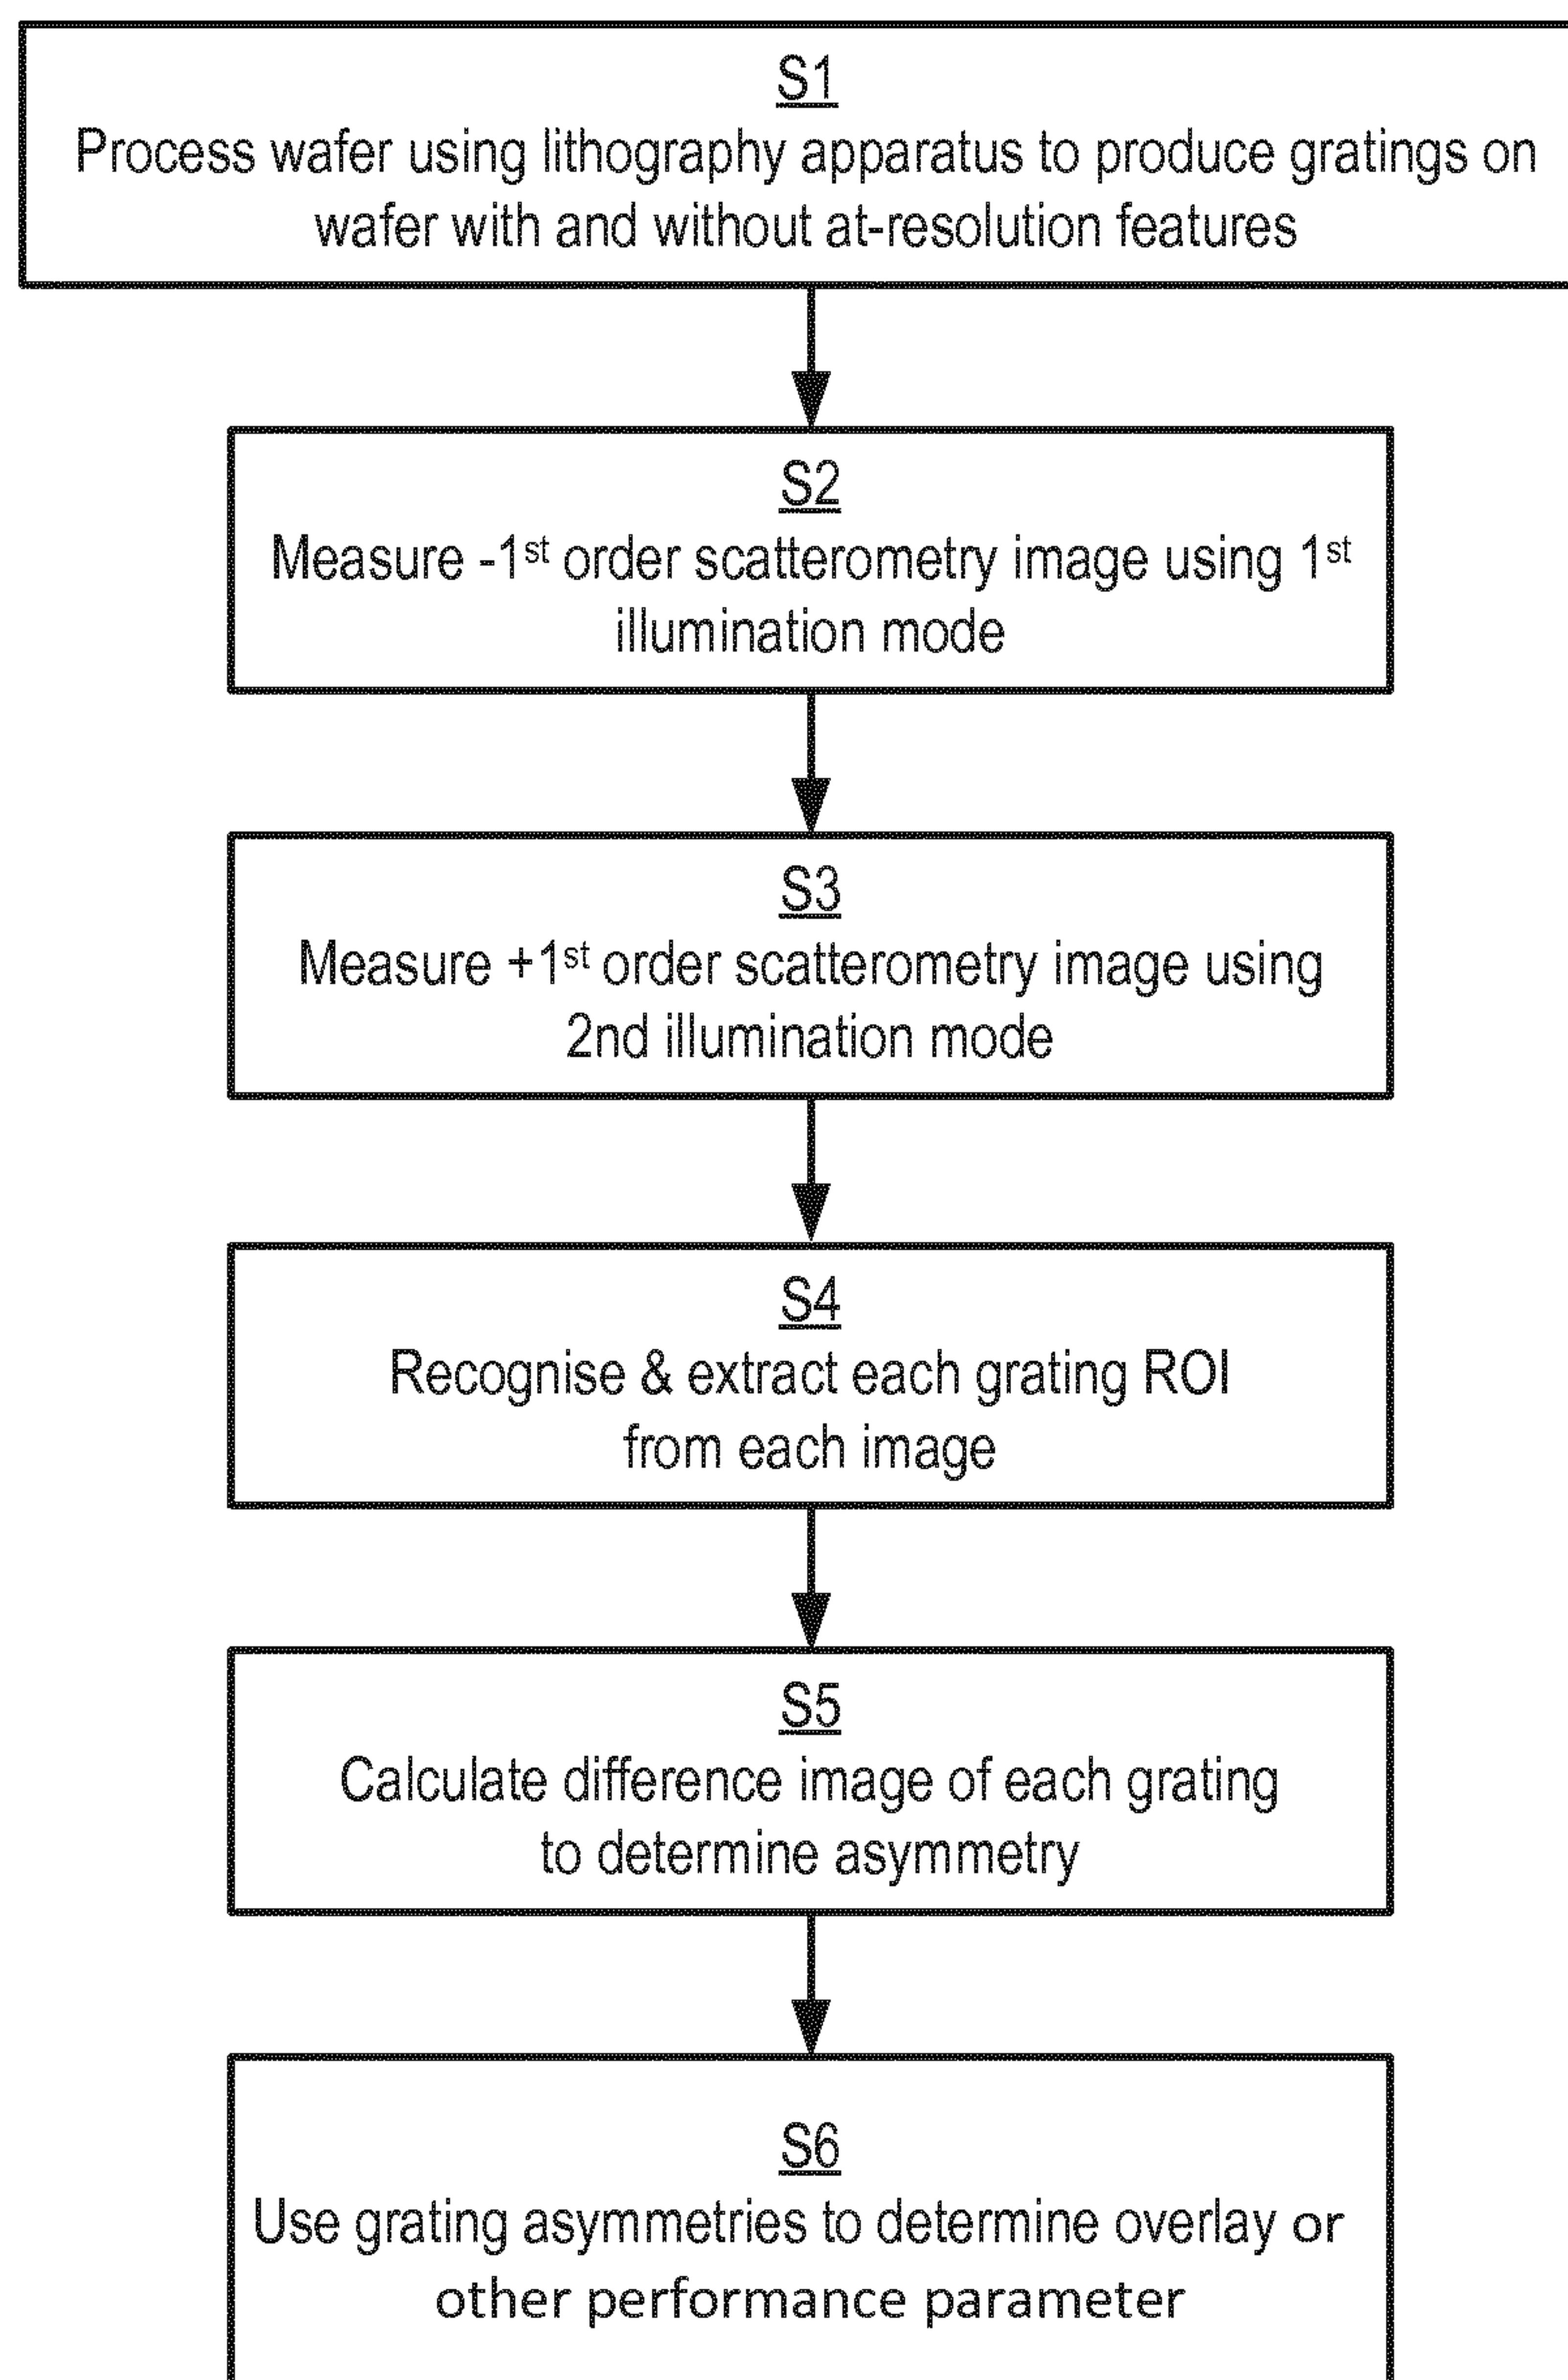 S1
Process wafer using lithography apparatus to produce gratings on
wafer with and without at-resolution features
S2
Measure -1st order scatterometry image using 1st
illumination mode
S3
Measure +1st order scatterometry image using
2nd illumination mode
S4
Recognise & extract each grating ROI
from each image
S5
Calculate difference image of each grating
to determine asymmetry
S6
Use grating asymmetries to determine overlay or
other performance parameter